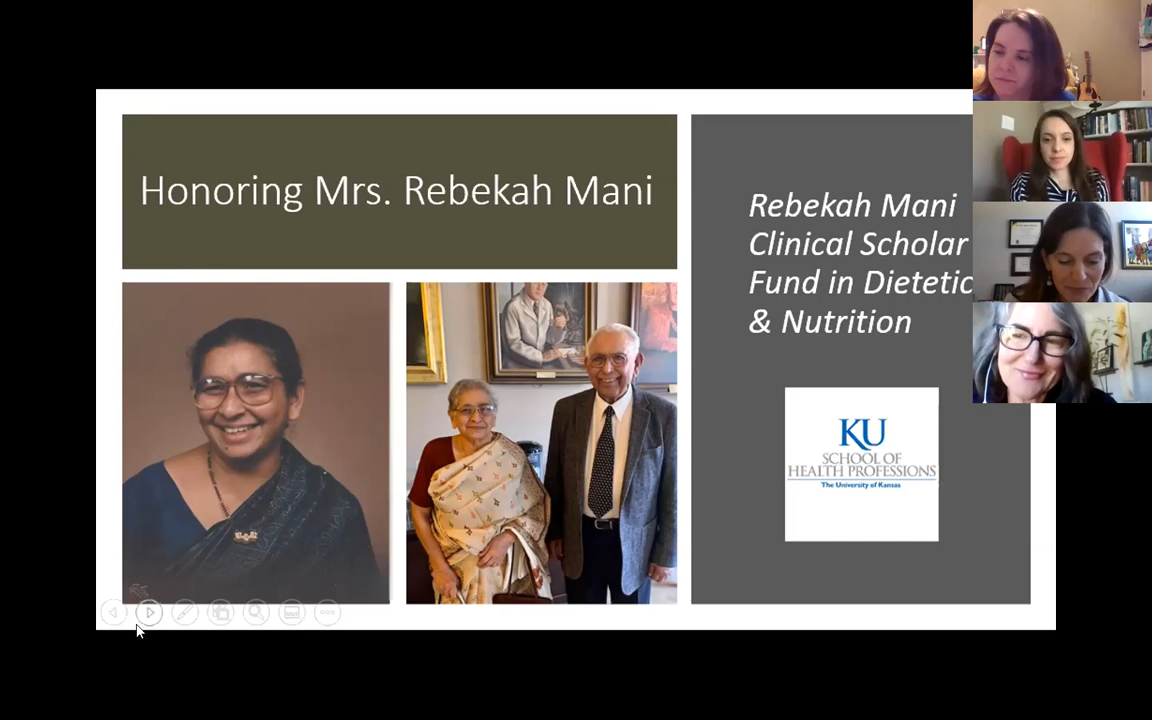 Honoring Mrs. Rebekah Mani
Rebekah Mani
Clinical Scholar
Fund in Dietetic
& Nutrition
KU
SCHOOL OF
HEALTH PROFESSIONS
The University of Kansas